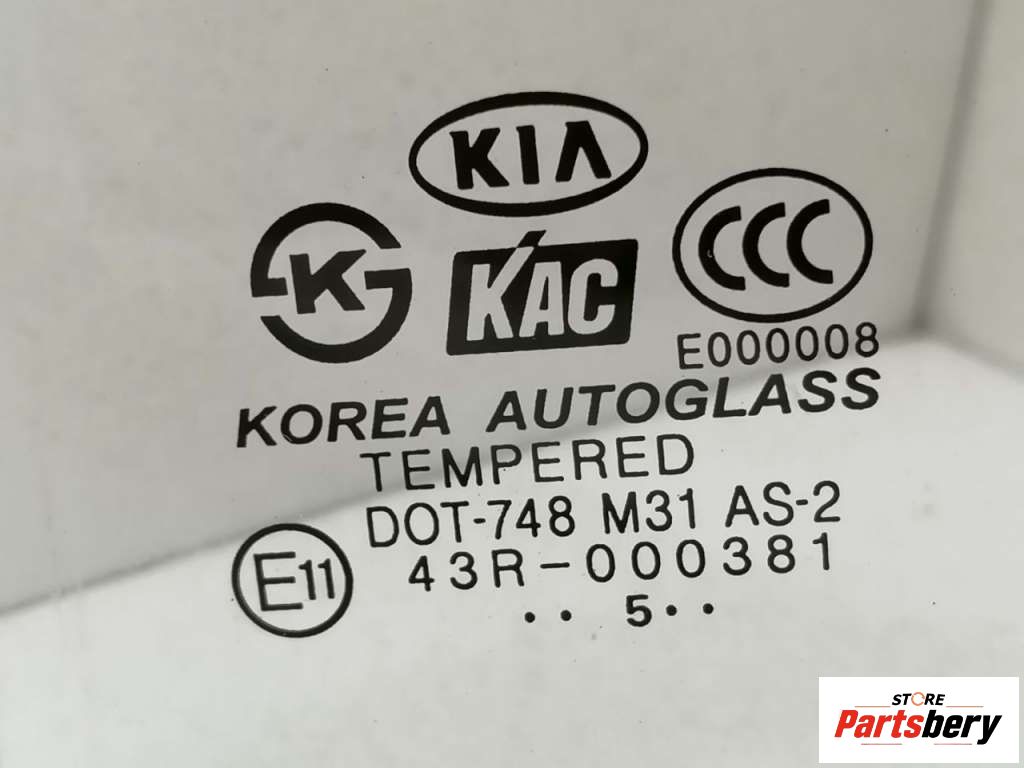 KIA
K
KAC
CCC
E000008
KOREA AUTOGLASS
TEMPERED
DOT-748 M31 AS-2
E11
43R-000381
•• 5••
STORE
Partsbery